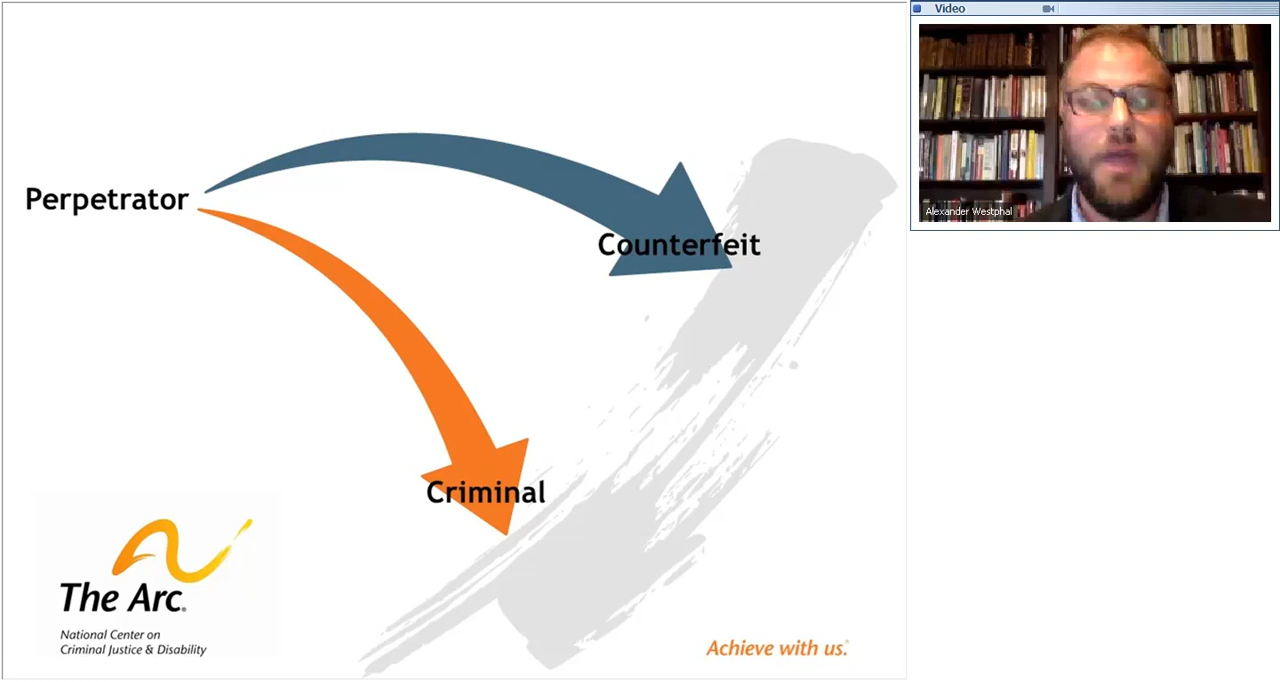 Perpetrator
Counterfeit
Criminal
The Arc®
National Center on
Criminal Justice & Disability
Achieve with us.®
Video
Alexander Westphal